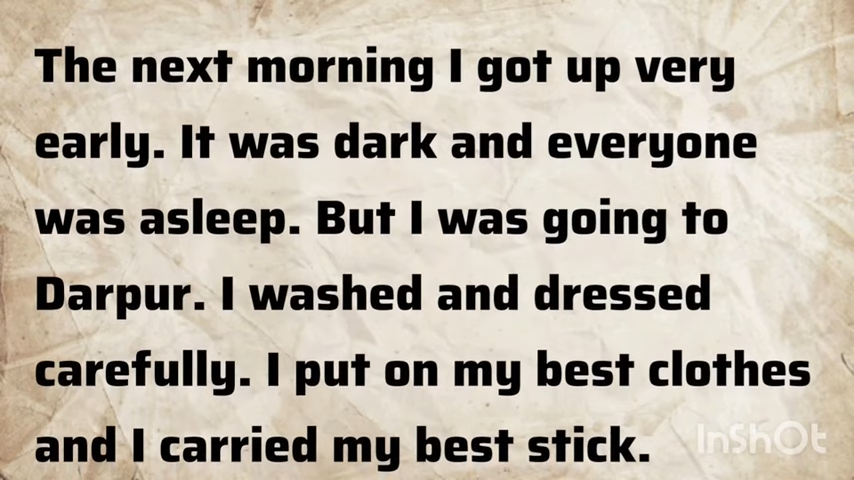 The next morning I got up very
early. It was dark and everyone
was asleep. But I was going to
Darpur. I washed and dressed
carefully. I put on my best clothes
and I carried my best stick.
InShOt